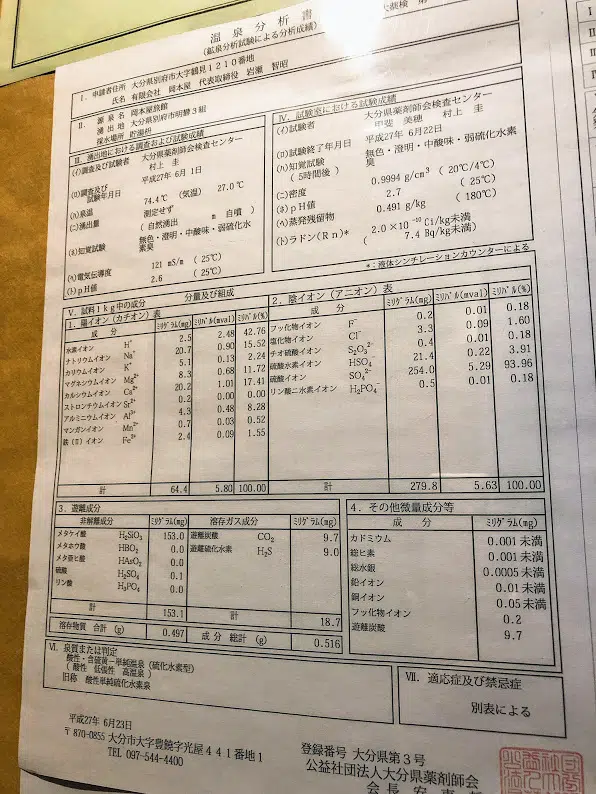 温泉分析書
(鉱泉分析試験による分析成績)
Ⅰ. 申請者住所 大分県別府市大字鶴見1210番地
氏名 有限会社 岡本屋 代表取締役 岩瀬 智昭
Ⅱ. 源泉名 岡本屋旅館
湧出地 大分県別府市明礬3組
採水場所 貯湯枡
Ⅲ. 湧出地における調査および試験成績
(イ)調査及び試験者 大分県薬剤師会検査センター
村上 圭
(ロ)調査及び試験年月日 平成27年 6月 1日
(ハ)泉温 74.4℃ (気温) 27.0℃
(ニ)湧出量 測定せず
( 自然湧出 m 自噴 )
(ホ)知覚試験 無色・澄明・中酸味・弱硫化水素臭
(ヘ)電気伝導度 121 mS/m (25℃)
(ト)pH値 2.6 (25℃)
Ⅳ. 試験室における試験成績
(イ)試験者 大分県薬剤師会検査センター
甲斐 美穂 村上 圭
(ロ)試験終了年月日 平成27年 6月22日
(ハ)知覚試験 無色・澄明・中酸味・弱硫化水素臭
(5時間後)
(ニ)密度 0.9994 g/cm³ (20℃/4℃)
(ホ)pH値 2.7 (25℃)
(ヘ)蒸発残留物 0.491 g/kg (180℃)
(ト)ラドン(Rn)* 2.0 ×10⁻¹⁰ Ci/kg未満
( 7.4 Bq/kg未満)
*:液体シンチレーションカウンターによる
Ⅴ. 試料1kg中の成分 分量及び組成
1. 陽イオン(カチオン)表
成分 ミリグラム(mg) ミリバル(mval) ミリバル(%)
水素イオン H⁺ 2.5 2.48 42.76
ナトリウムイオン Na⁺ 20.7 0.90 15.52
カリウムイオン K⁺ 5.1 0.13 2.24
マグネシウムイオン Mg²⁺ 8.3 0.68 11.72
カルシウムイオン Ca²⁺ 20.2 1.01 17.41
ストロンチウムイオン Sr²⁺ 0.2 0.00 0.00
アルミニウムイオン Al³⁺ 4.3 0.48 8.28
マンガンイオン Mn²⁺ 0.7 0.03 0.52
鉄(Ⅱ)イオン Fe²⁺ 2.4 0.09 1.55
計 64.4 5.80 100.00
2. 陰イオン(アニオン)表
成分 ミリグラム(mg) ミリバル(mval) ミリバル(%)
フッ化物イオン F⁻ 0.2 0.01 0.18
塩化物イオン Cl⁻ 3.3 0.09 1.60
チオ硫酸イオン S₂O₃²⁻ 0.4 0.01 0.18
硫酸水素イオン HSO₄⁻ 21.4 0.22 3.91
硫酸イオン SO₄²⁻ 254.0 5.29 93.96
リン酸二水素イオン H₂PO₄⁻ 0.5 0.01 0.18
計 279.8 5.63 100.00
3. 遊離成分
非解離成分 ミリグラム(mg) 溶存ガス成分 ミリグラム(mg)
メタケイ酸 H₂SiO₃ 153.0 遊離炭酸 CO₂ 9.7
メタホウ酸 HBO₂ 0.0 遊離硫化水素 H₂S 9.0
メタ亜ヒ酸 HAsO₂ 0.0
硫酸 H₂SO₄ 0.1
リン酸 H₃PO₄ 0.0
計 153.1 計 18.7
溶存物質 合計 (g) 0.497 成分 総計 (g) 0.516
4. その他微量成分等
成分 ミリグラム(mg)
カドミウム 0.001 未満
総ヒ素 0.001 未満
総水銀 0.0005 未満
鉛イオン 0.01 未満
銅イオン 0.05 未満
フッ化物イオン 0.2
遊離炭酸 9.7
Ⅵ. 泉質または判定
酸性・含硫黄-単純温泉 (硫化水素型)
( 酸性 低張性 高温泉 )
旧称 酸性単純硫化水素泉
Ⅶ. 適応症及び禁忌症
別表による
平成27年 6月23日
〒870-0855 大分市大字豊饒字光屋441番地1
TEL 097-544-4400
登録番号 大分県第3号
公益社団法人大分県薬剤師会
会長 安東